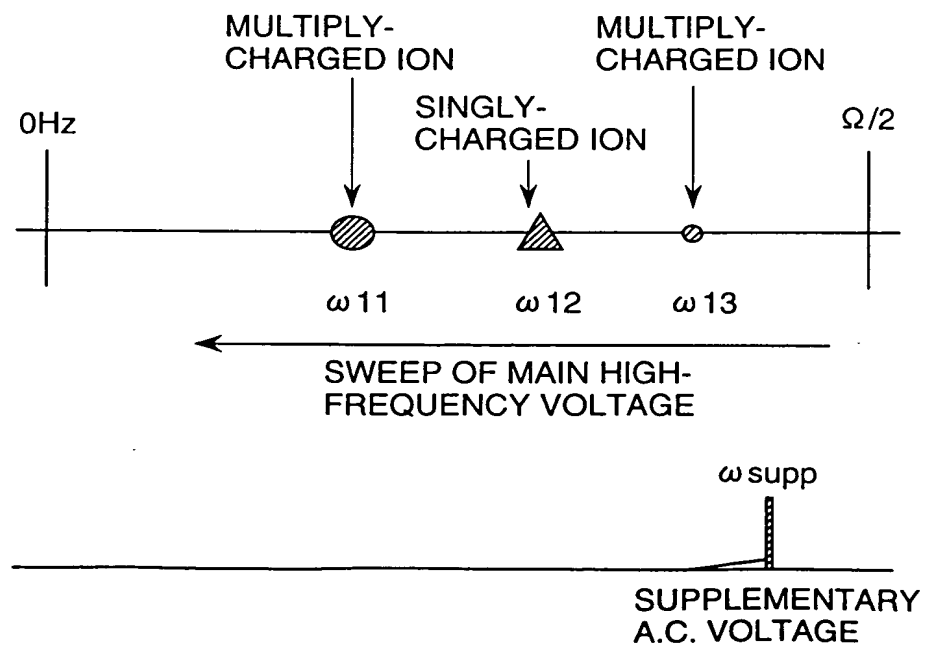 MULTIPLY-
CHARGED ION
MULTIPLY-
CHARGED ION
SINGLY-
CHARGED ION
0Hz
Ω/2
ω11
ω12
ω13
SWEEP OF MAIN HIGH-
FREQUENCY VOLTAGE
ω supp
SUPPLEMENTARY
A.C. VOLTAGE